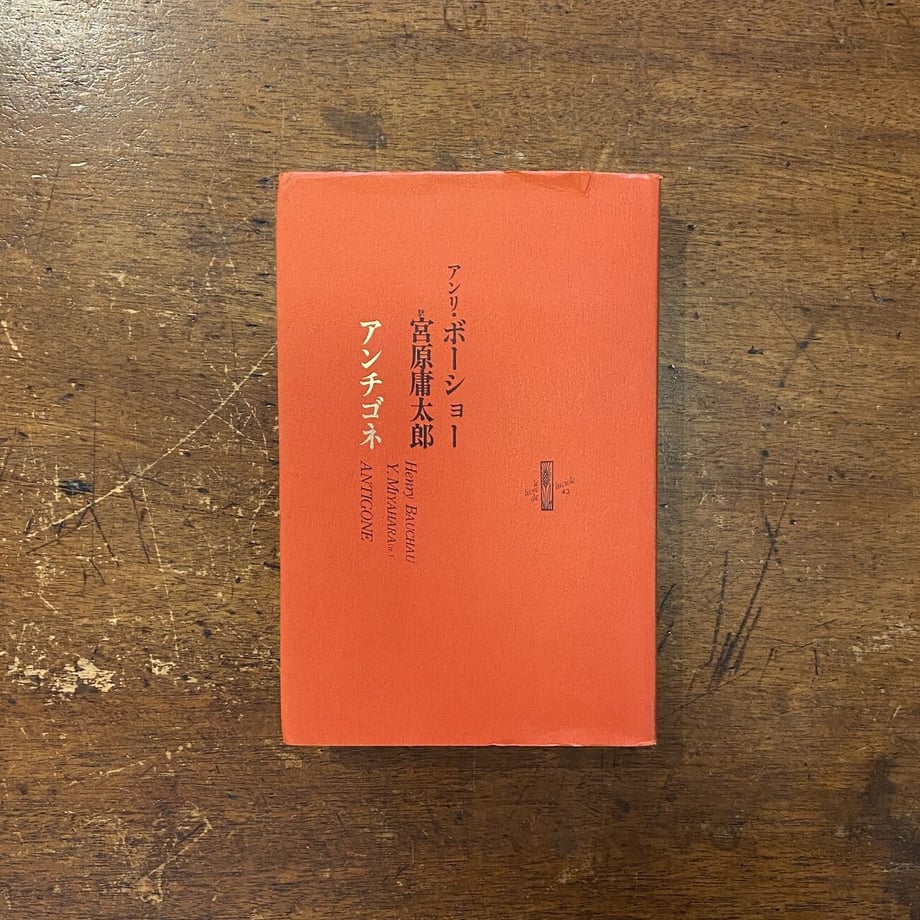 アンリ・ボーショー
訳 宮原庸太郎
アンチゴネ
Henry BAUCHAU
Y. MIYAHARA
ANTIGONE